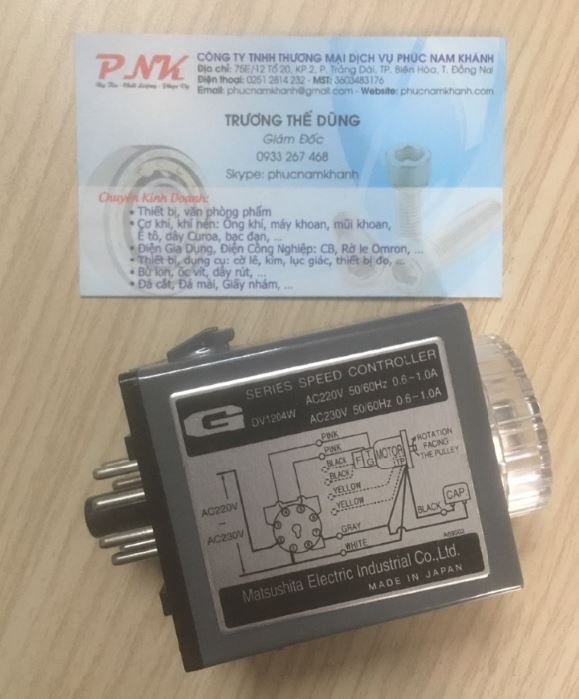 PNK
Uy Tín - Chất Lượng - Phục Vụ
CÔNG TY TNHH THƯƠNG MẠI DỊCH VỤ PHÚC NAM KHÁNH
Địa chỉ: 75E/12 Tổ 20, KP 2, P. Trảng Dài, TP. Biên Hòa, T. Đồng Nai
Điện thoại: 0251 2814 232 - MST: 3603483176
Email: phucnamkhanh@gmail.com - Website: phucnamkhanh.com
TRƯƠNG THẾ DŨNG
Giám Đốc
0933 267 468
Skype: phucnamkhanh
Chuyên Kinh Doanh:
• Thiết bị, văn phòng phẩm
• Cơ khí, khí nén: Ống khí, máy khoan, mũi khoan,
Ê tô, dây Curoa, bạc đạn, ...
• Điện Gia Dụng, Điện Công Nghiệp: CB, Rờ le Omron, ...
• Thiết bị, dụng cụ: cờ lê, kìm, lục giác, thiết bị đo, ...
• Bù lon, ốc vít, dây rút, ...
• Đá cắt, Đá mài, Giấy nhám, ...
G
SERIES SPEED CONTROLLER
DV1204W
AC220V 50/60Hz 0.6-1.0A
AC230V 50/60Hz 0.6-1.0A
PINK
PINK
BLACK
BLACK
F
T
G
MOTOR
(TP)
ROTATION
FACING
THE PULLEY
YELLOW
YELLOW
AC220V
~
AC230V
GRAY
WHITE
BLACK
CAP
Matsushita Electric Industrial Co.,Ltd.
MADE IN JAPAN